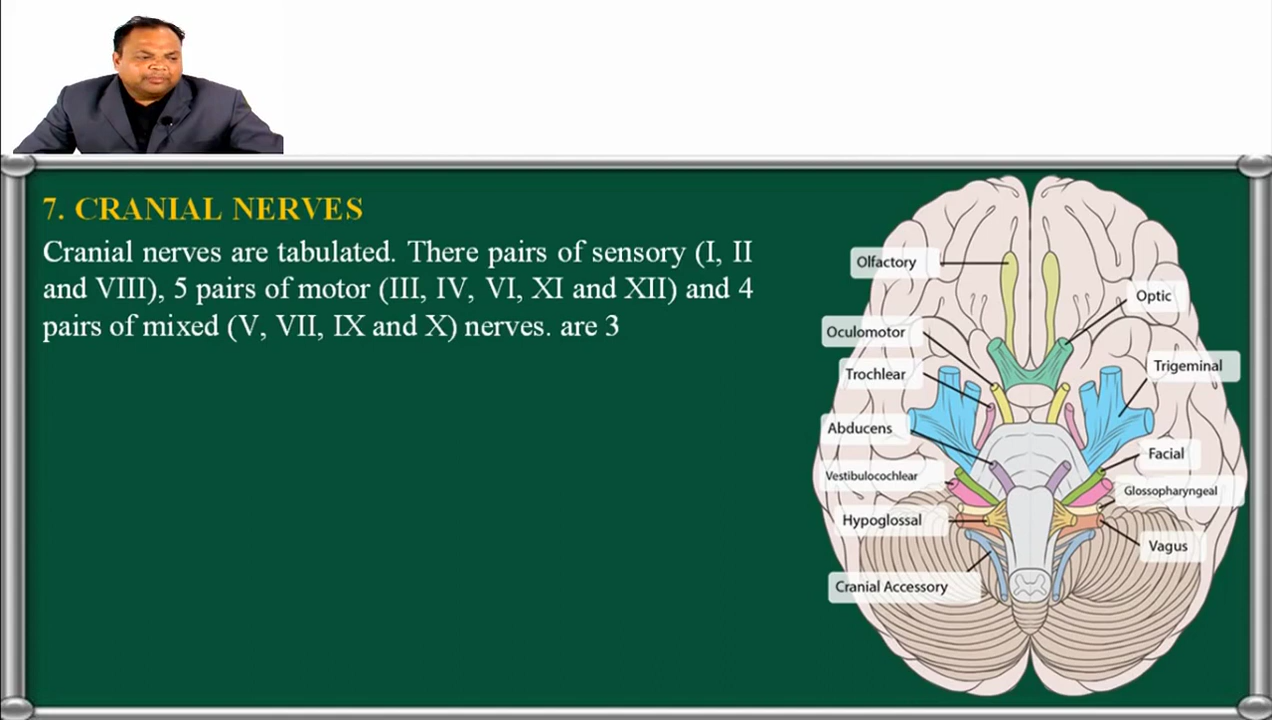 7. CRANIAL NERVES
Cranial nerves are tabulated. There pairs of sensory (I, II
and VIII), 5 pairs of motor (III, IV, VI, XI and XII) and 4
pairs of mixed (V, VII, IX and X) nerves. are 3
Olfactory
Optic
Oculomotor
Trochlear
Trigeminal
Abducens
Facial
Vestibulocochlear
Glossopharyngeal
Hypoglossal
Vagus
Cranial Accessory